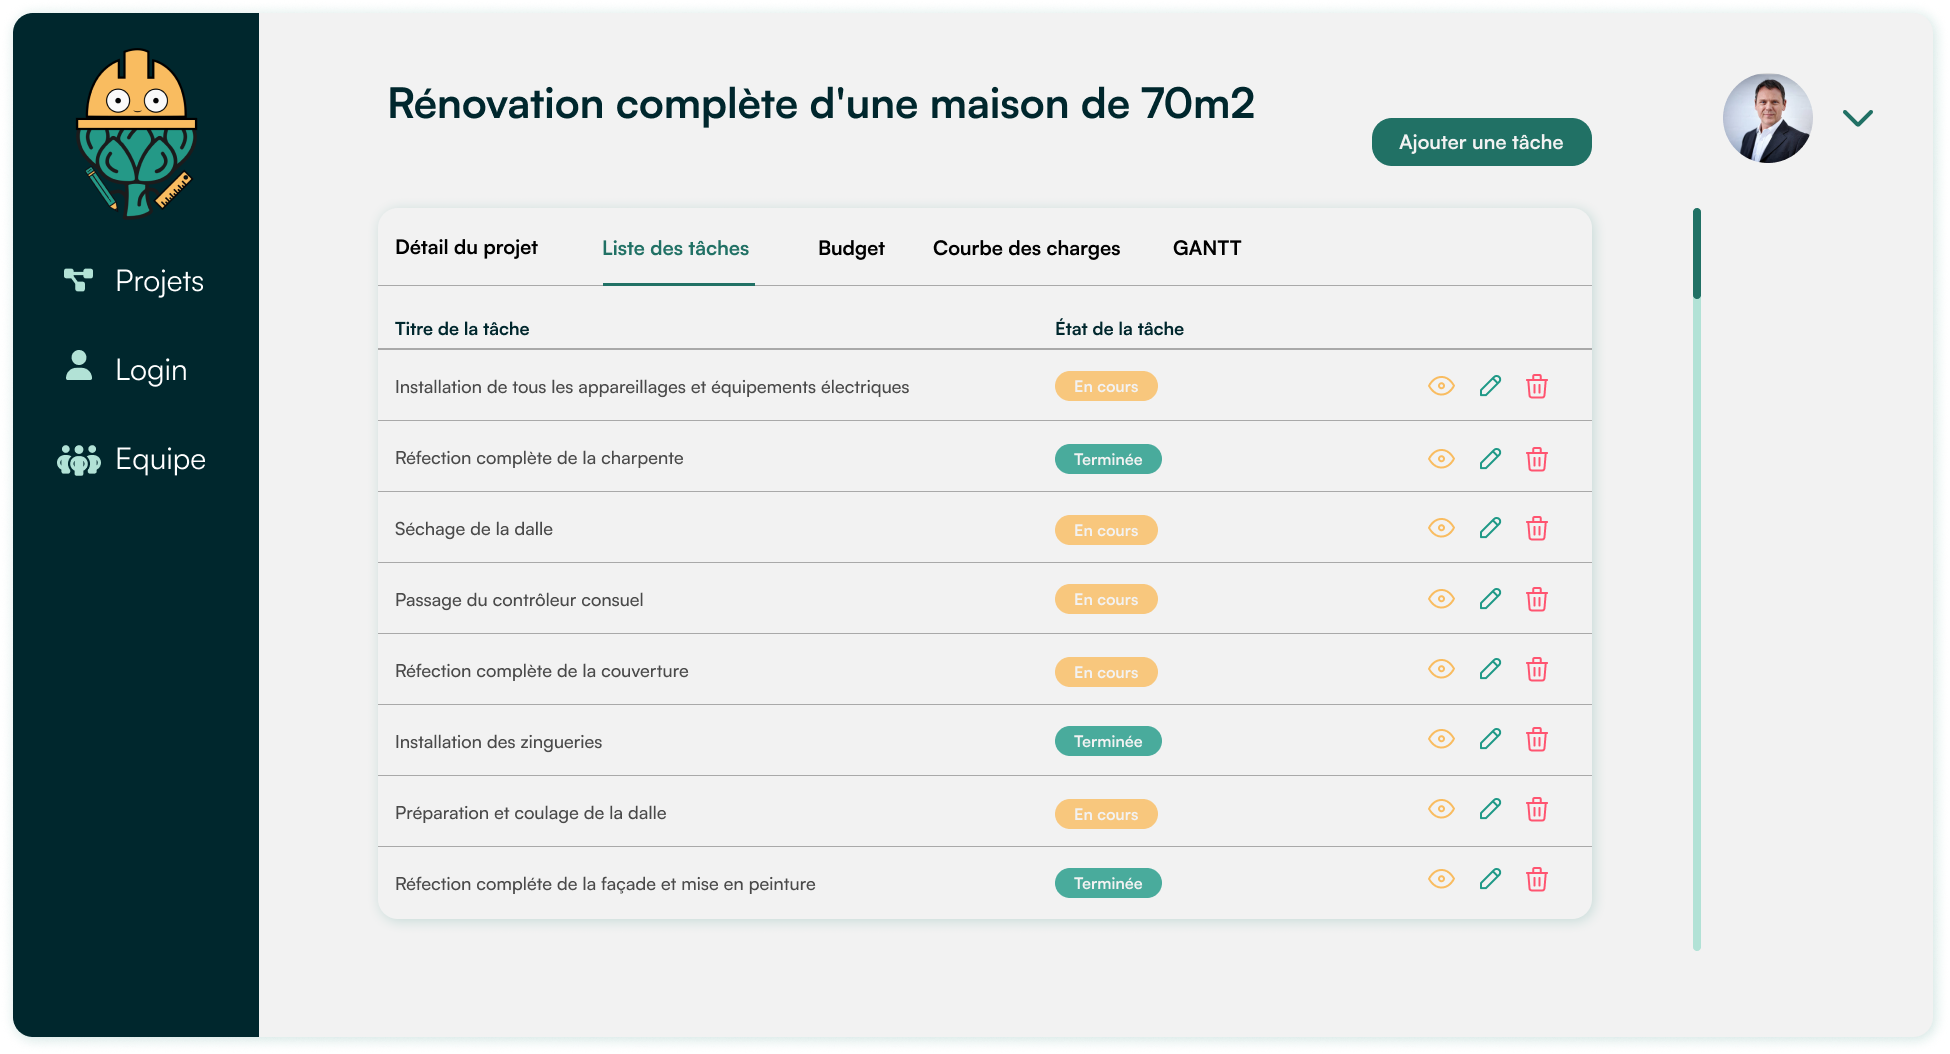 Rénovation complète d'une maison de 70m2
Ajouter une tâche
Projets
Login
Equipe
Détail du projet
Liste des tâches
Budget
Courbe des charges
GANTT
Titre de la tâche
État de la tâche
Installation de tous les appareillages et équipements électriques
En cours
Réfection complète de la charpente
Terminée
Séchage de la dalle
En cours
Passage du contrôleur consuel
En cours
Réfection complète de la couverture
En cours
Installation des zingueries
Terminée
Préparation et coulage de la dalle
En cours
Réfection compléte de la façade et mise en peinture
Terminée